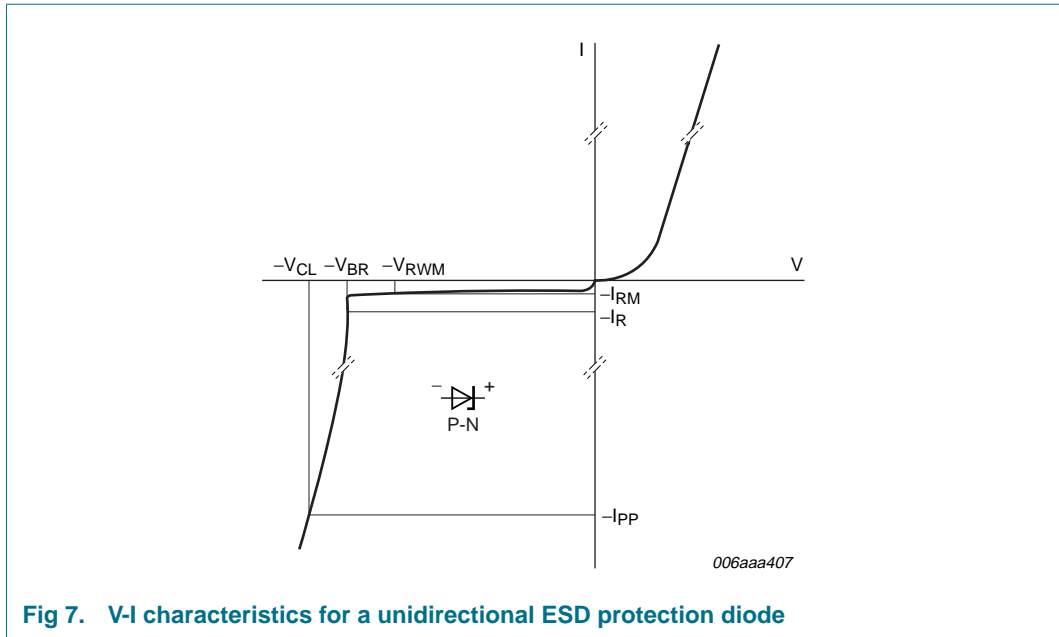 I
−VCL −VBR −VRWM V
−IRM
−IR
− +
P-N
−IPP
006aaa407
Fig 7. V-I characteristics for a unidirectional ESD protection diode